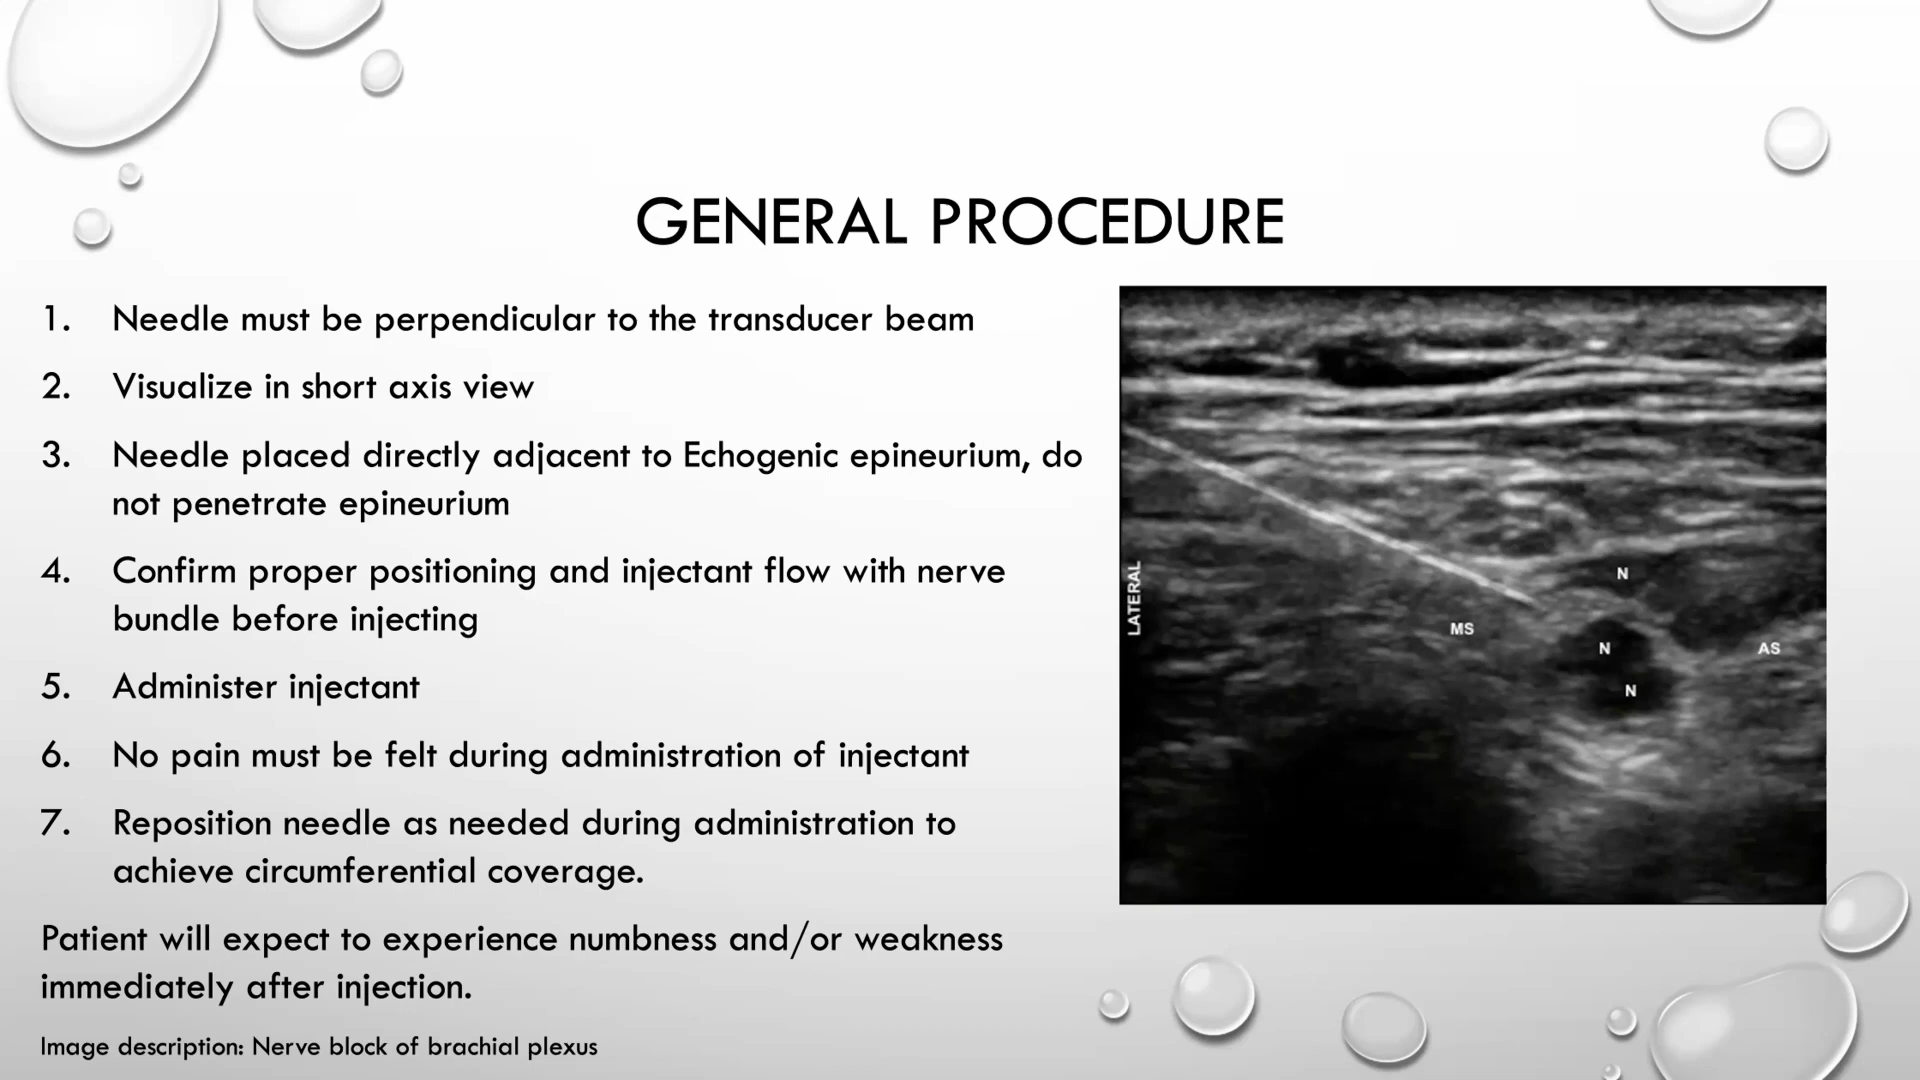 GENERAL PROCEDURE
1. Needle must be perpendicular to the transducer beam
2. Visualize in short axis view
3. Needle placed directly adjacent to Echogenic epineurium, do
not penetrate epineurium
4. Confirm proper positioning and injectant flow with nerve
bundle before injecting
5. Administer injectant
6. No pain must be felt during administration of injectant
7. Reposition needle as needed during administration to
achieve circumferential coverage.
Patient will expect to experience numbness and/or weakness
immediately after injection.
Image description: Nerve block of brachial plexus
LATERAL
N
MS
N
AS
N